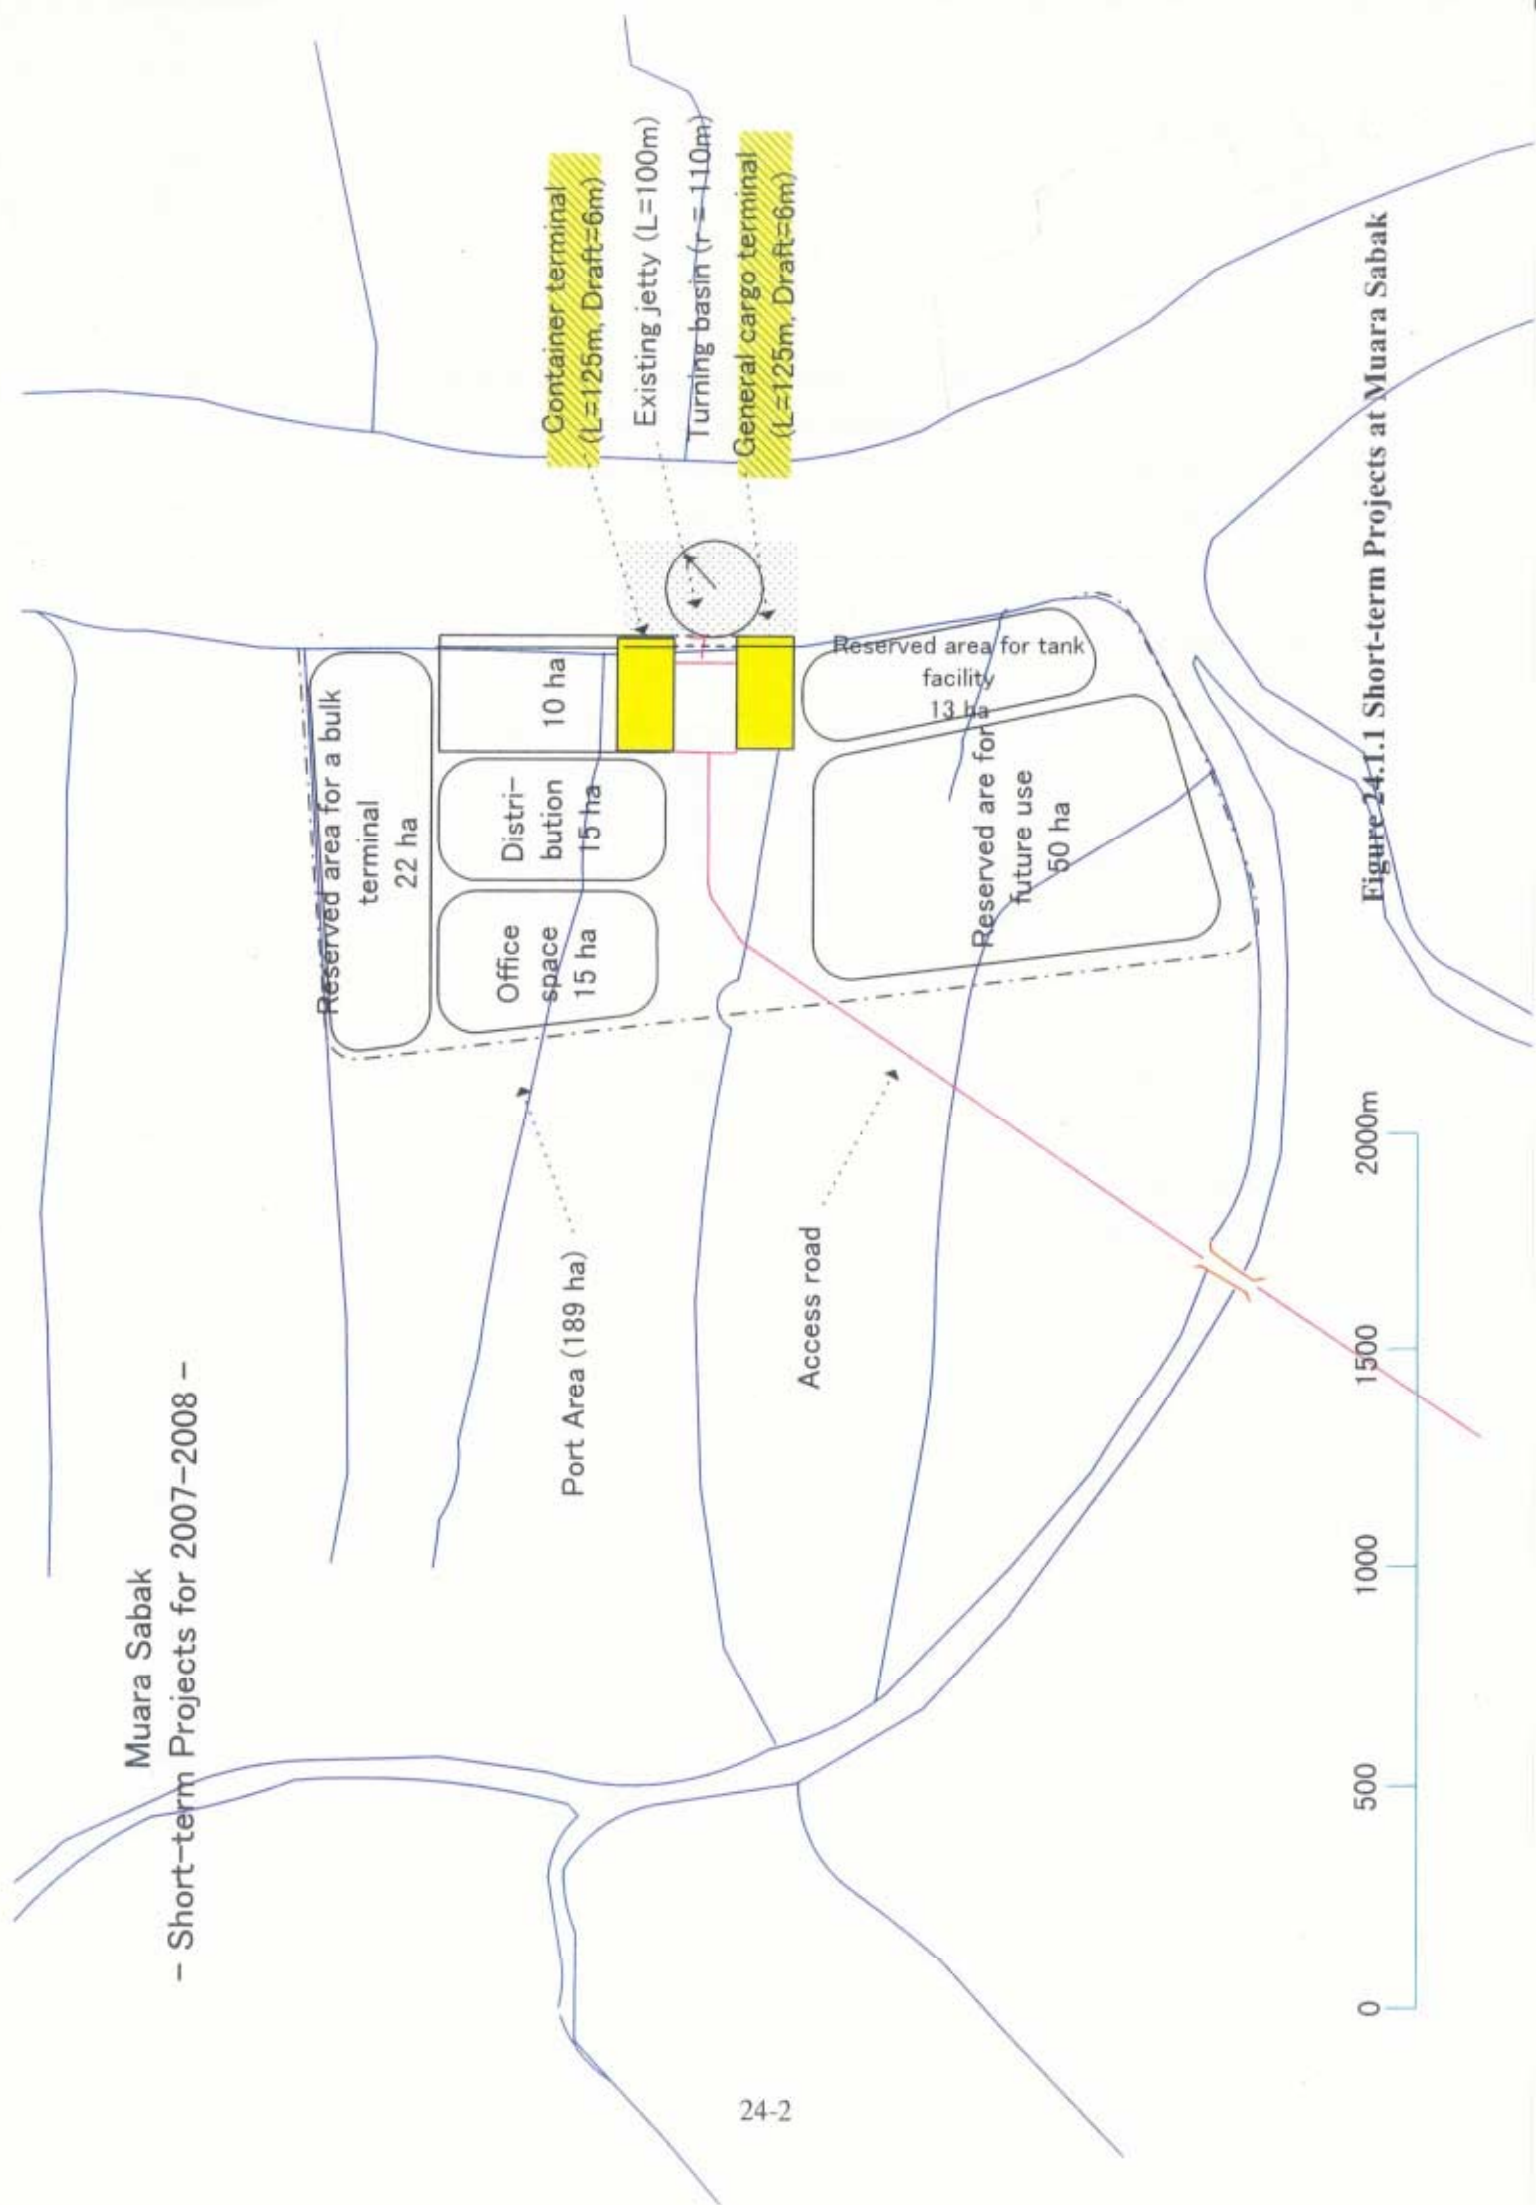 Muara Sabak
- Short-term Projects for 2007-2008 -
Container terminal
(L=125m, Draft=6m)
Existing jetty (L=100m)
Turning basin (r = 110m)
General cargo terminal
(L=125m, Draft=6m)
Reserved area for a bulk
terminal
22 ha
10 ha
Distri-
bution
15 ha
Office
space
15 ha
Reserved area for tank
facility
13 ha
Reserved are for
future use
50 ha
Port Area (189 ha)
Access road
0
500
1000
1500
2000m
Figure 24.1.1 Short-term Projects at Muara Sabak
24-2